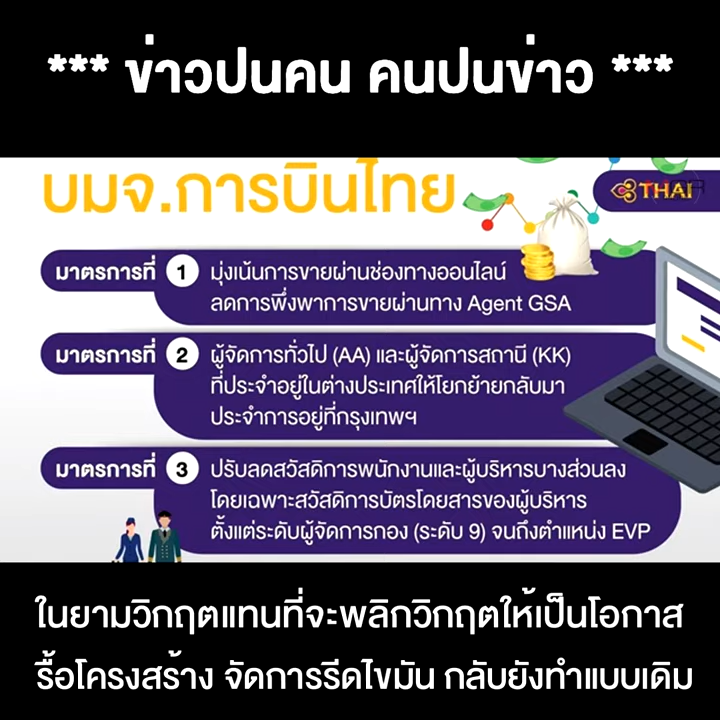 *** ข่าวปนคน คนปนข่าว ***
บมจ.การบินไทย
THAI
มาตรการที่ 1 มุ่งเน้นการขายผ่านช่องทางออนไลน์
ลดการพึ่งพาการขายผ่านทาง Agent GSA
มาตรการที่ 2 ผู้จัดการทั่วไป (AA) และผู้จัดการสถานี (KK)
ที่ประจำอยู่ในต่างประเทศให้โยกย้ายกลับมา
ประจำการอยู่ที่กรุงเทพฯ
มาตรการที่ 3 ปรับลดสวัสดิการพนักงานและผู้บริหารบางส่วนลง
โดยเฉพาะสวัสดิการบัตรโดยสารของผู้บริหาร
ตั้งแต่ระดับผู้จัดการกอง (ระดับ 9) จนถึงตำแหน่ง EVP
ในยามวิกฤตแทนที่จะพลิกวิกฤตให้เป็นโอกาส
รื้อโครงสร้าง จัดการรีดไขมัน กลับยังทำแบบเดิม